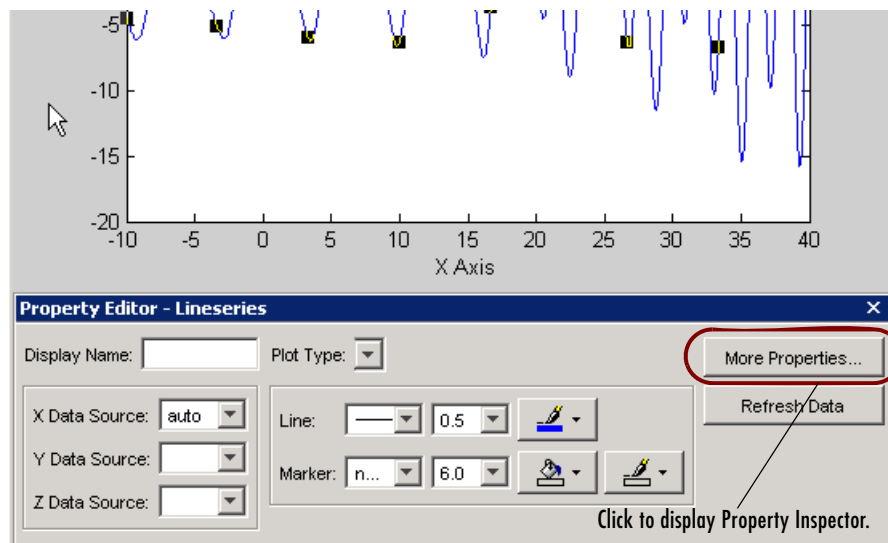 -5
-10
-15
-20
-10 -5 0 5 10 15 20 25 30 35 40
X Axis
Property Editor - Lineseries
Display Name: Plot Type: More Properties...
X Data Source: auto Line: 0.5 Refresh Data
Y Data Source: Marker: n... 6.0
Z Data Source:
Click to display Property Inspector.